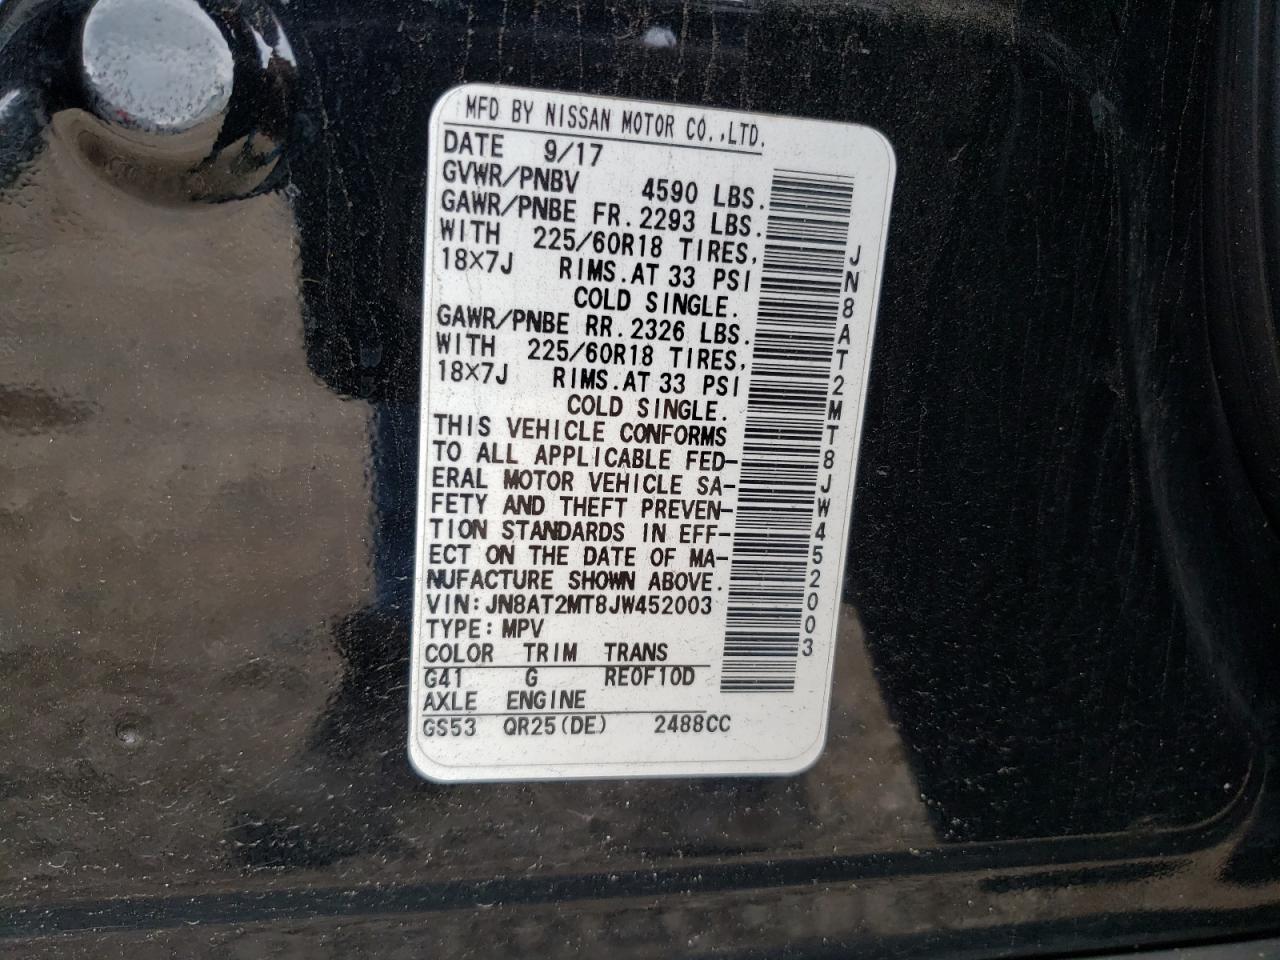 MFD BY NISSAN MOTOR CO.,LTD.
DATE 9/17
GVWR/PNBV 4590 LBS.
GAWR/PNBE FR.2293 LBS.
WITH 225/60R18 TIRES,
18X7J RIMS.AT 33 PSI
COLD SINGLE.
GAWR/PNBE RR.2326 LBS.
WITH 225/60R18 TIRES,
18X7J RIMS.AT 33 PSI
COLD SINGLE.
THIS VEHICLE CONFORMS
TO ALL APPLICABLE FED-
ERAL MOTOR VEHICLE SA-
FETY AND THEFT PREVEN-
TION STANDARDS IN EFF-
ECT ON THE DATE OF MA-
NUFACTURE SHOWN ABOVE.
VIN:JN8AT2MT8JW452003
TYPE:MPV
COLOR TRIM TRANS
G41 G RE0F10D
AXLE ENGINE
GS53 QR25(DE) 2488CC
JN8AT2MT8JW452003